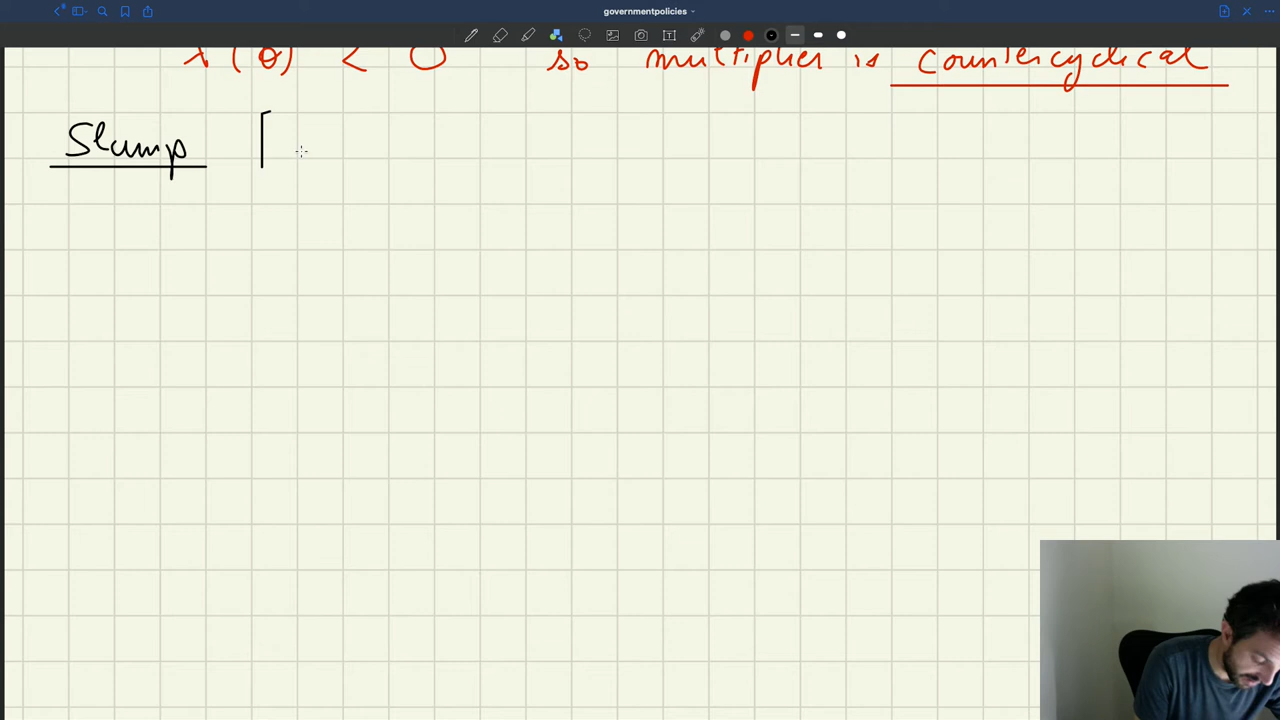 governmentpolicies
λ(θ) < 0 so multiplier is countercyclical
Slump [